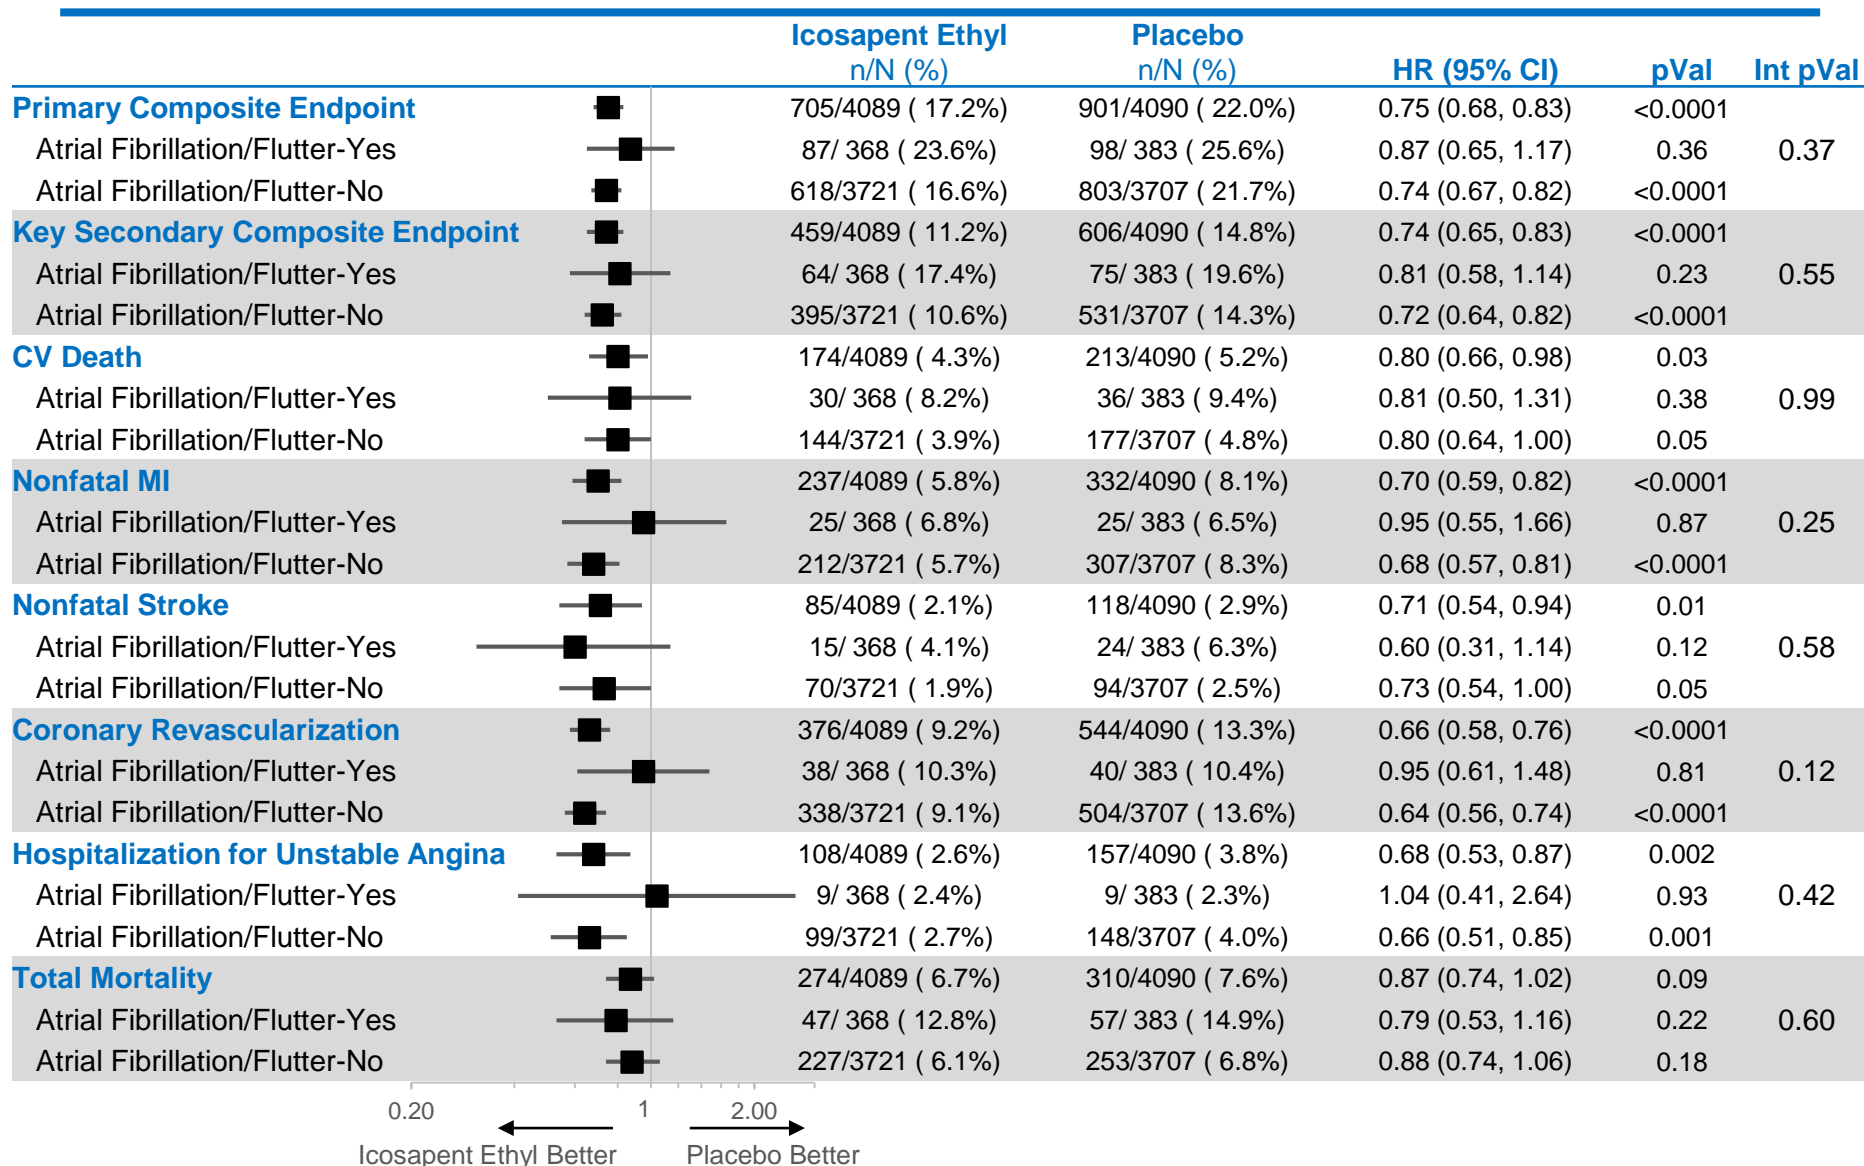 Icosapent Ethyl Placebo
n/N (%) n/N (%) HR (95% CI) pVal Int pVal
Primary Composite Endpoint 705/4089 ( 17.2%) 901/4090 ( 22.0%) 0.75 (0.68, 0.83) <0.0001
Atrial Fibrillation/Flutter-Yes 87/ 368 ( 23.6%) 98/ 383 ( 25.6%) 0.87 (0.65, 1.17) 0.36 0.37
Atrial Fibrillation/Flutter-No 618/3721 ( 16.6%) 803/3707 ( 21.7%) 0.74 (0.67, 0.82) <0.0001
Key Secondary Composite Endpoint 459/4089 ( 11.2%) 606/4090 ( 14.8%) 0.74 (0.65, 0.83) <0.0001
Atrial Fibrillation/Flutter-Yes 64/ 368 ( 17.4%) 75/ 383 ( 19.6%) 0.81 (0.58, 1.14) 0.23 0.55
Atrial Fibrillation/Flutter-No 395/3721 ( 10.6%) 531/3707 ( 14.3%) 0.72 (0.64, 0.82) <0.0001
CV Death 174/4089 ( 4.3%) 213/4090 ( 5.2%) 0.80 (0.66, 0.98) 0.03
Atrial Fibrillation/Flutter-Yes 30/ 368 ( 8.2%) 36/ 383 ( 9.4%) 0.81 (0.50, 1.31) 0.38 0.99
Atrial Fibrillation/Flutter-No 144/3721 ( 3.9%) 177/3707 ( 4.8%) 0.80 (0.64, 1.00) 0.05
Nonfatal MI 237/4089 ( 5.8%) 332/4090 ( 8.1%) 0.70 (0.59, 0.82) <0.0001
Atrial Fibrillation/Flutter-Yes 25/ 368 ( 6.8%) 25/ 383 ( 6.5%) 0.95 (0.55, 1.66) 0.87 0.25
Atrial Fibrillation/Flutter-No 212/3721 ( 5.7%) 307/3707 ( 8.3%) 0.68 (0.57, 0.81) <0.0001
Nonfatal Stroke 85/4089 ( 2.1%) 118/4090 ( 2.9%) 0.71 (0.54, 0.94) 0.01
Atrial Fibrillation/Flutter-Yes 15/ 368 ( 4.1%) 24/ 383 ( 6.3%) 0.60 (0.31, 1.14) 0.12 0.58
Atrial Fibrillation/Flutter-No 70/3721 ( 1.9%) 94/3707 ( 2.5%) 0.73 (0.54, 1.00) 0.05
Coronary Revascularization 376/4089 ( 9.2%) 544/4090 ( 13.3%) 0.66 (0.58, 0.76) <0.0001
Atrial Fibrillation/Flutter-Yes 38/ 368 ( 10.3%) 40/ 383 ( 10.4%) 0.95 (0.61, 1.48) 0.81 0.12
Atrial Fibrillation/Flutter-No 338/3721 ( 9.1%) 504/3707 ( 13.6%) 0.64 (0.56, 0.74) <0.0001
Hospitalization for Unstable Angina 108/4089 ( 2.6%) 157/4090 ( 3.8%) 0.68 (0.53, 0.87) 0.002
Atrial Fibrillation/Flutter-Yes 9/ 368 ( 2.4%) 9/ 383 ( 2.3%) 1.04 (0.41, 2.64) 0.93 0.42
Atrial Fibrillation/Flutter-No 99/3721 ( 2.7%) 148/3707 ( 4.0%) 0.66 (0.51, 0.85) 0.001
Total Mortality 274/4089 ( 6.7%) 310/4090 ( 7.6%) 0.87 (0.74, 1.02) 0.09
Atrial Fibrillation/Flutter-Yes 47/ 368 ( 12.8%) 57/ 383 ( 14.9%) 0.79 (0.53, 1.16) 0.22 0.60
Atrial Fibrillation/Flutter-No 227/3721 ( 6.1%) 253/3707 ( 6.8%) 0.88 (0.74, 1.06) 0.18
0.20 1 2.00
Icosapent Ethyl Better Placebo Better